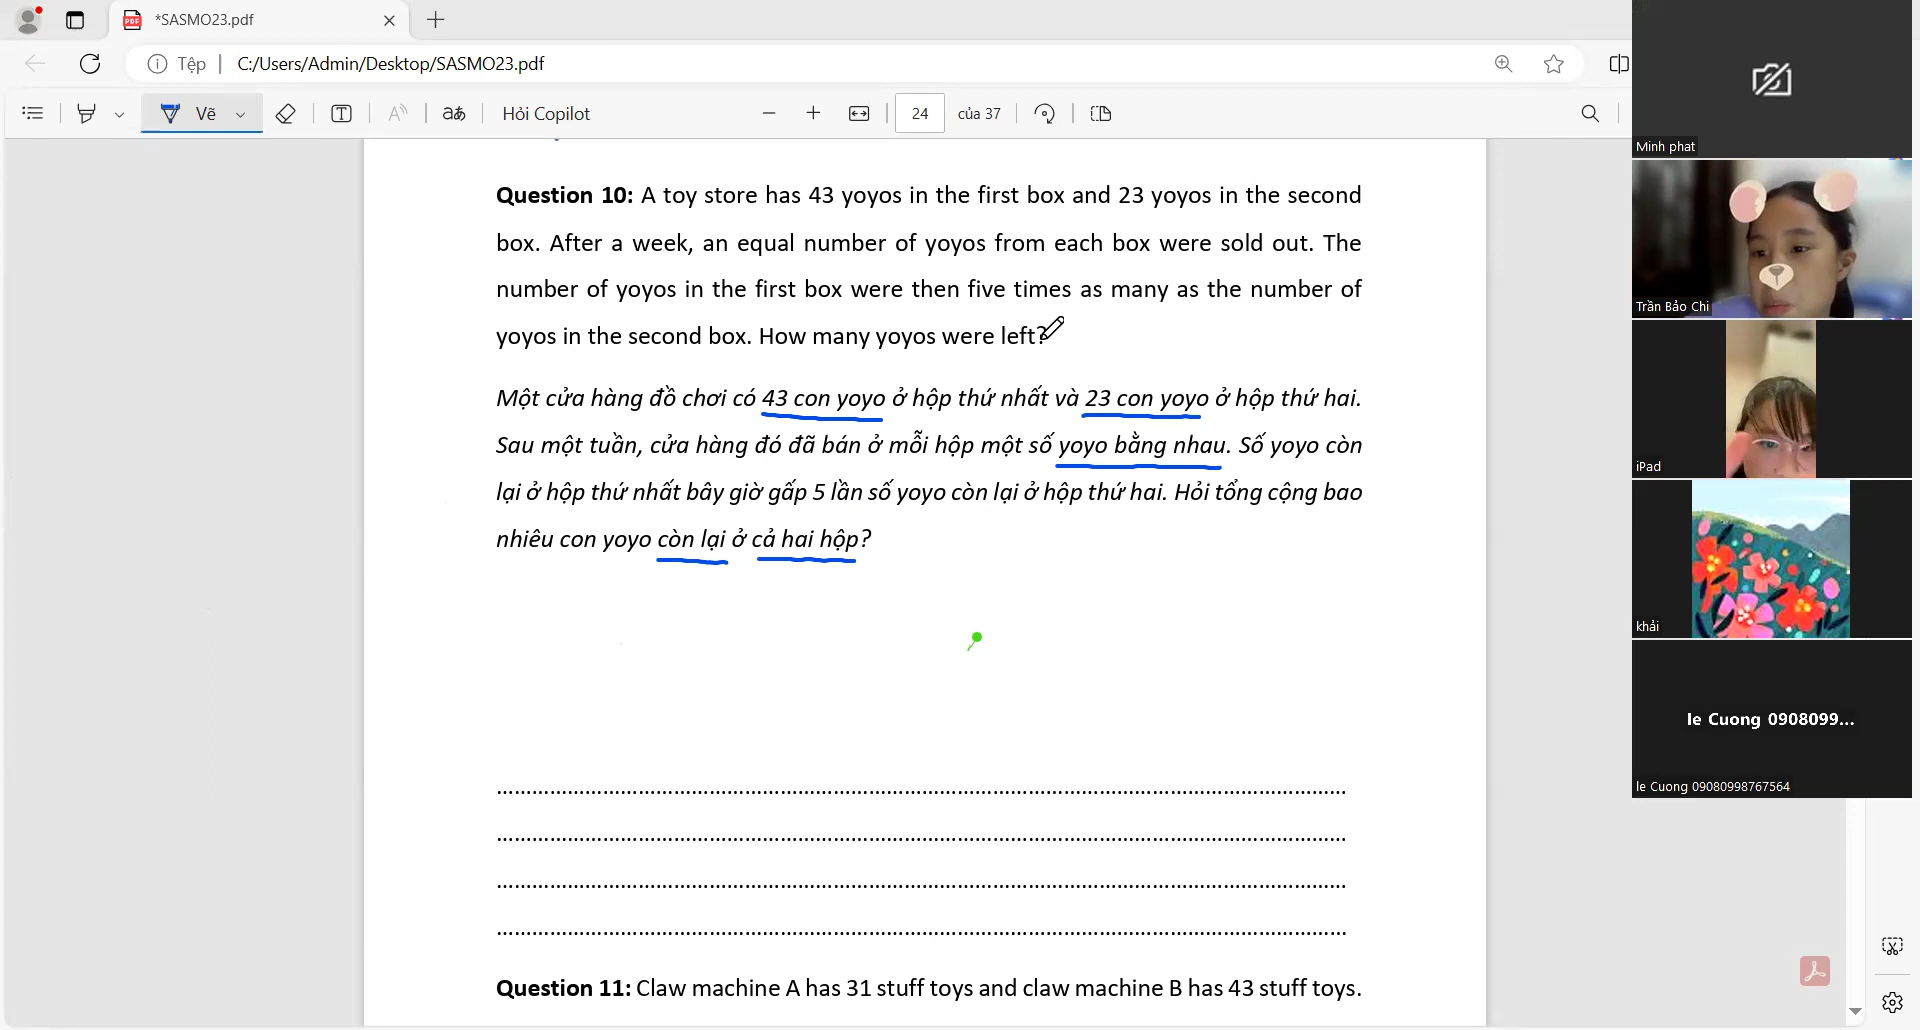 *SASMO23.pdf
Tệp | C:/Users/Admin/Desktop/SASMO23.pdf
Vẽ
T
A
aあ
Hỏi Copilot
24 của 37
Question 10: A toy store has 43 yoyos in the first box and 23 yoyos in the second
box. After a week, an equal number of yoyos from each box were sold out. The
number of yoyos in the first box were then five times as many as the number of
yoyos in the second box. How many yoyos were left?
Một cửa hàng đồ chơi có 43 con yoyo ở hộp thứ nhất và 23 con yoyo ở hộp thứ hai.
Sau một tuần, cửa hàng đó đã bán ở mỗi hộp một số yoyo bằng nhau. Số yoyo còn
lại ở hộp thứ nhất bây giờ gấp 5 lần số yoyo còn lại ở hộp thứ hai. Hỏi tổng cộng bao
nhiêu con yoyo còn lại ở cả hai hộp?
Question 11: Claw machine A has 31 stuff toys and claw machine B has 43 stuff toys.
Minh phat
Trần Bảo Chi
iPad
khải
le Cuong 0908099...
le Cuong 09080998767564